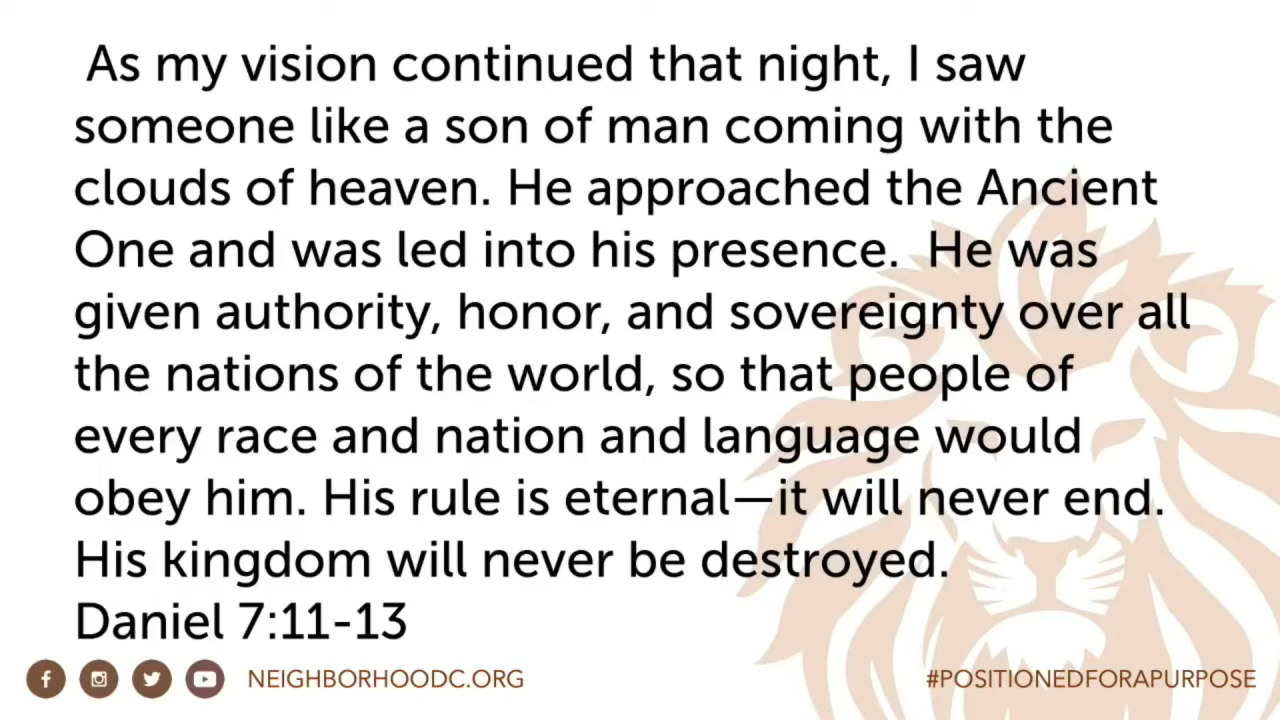 As my vision continued that night, I saw
someone like a son of man coming with the
clouds of heaven. He approached the Ancient
One and was led into his presence.  He was
given authority, honor, and sovereignty over all
the nations of the world, so that people of
every race and nation and language would
obey him. His rule is eternal—it will never end.
His kingdom will never be destroyed.
Daniel 7:11-13
NEIGHBORHOODC.ORG
#POSITIONEDFORAPURPOSE